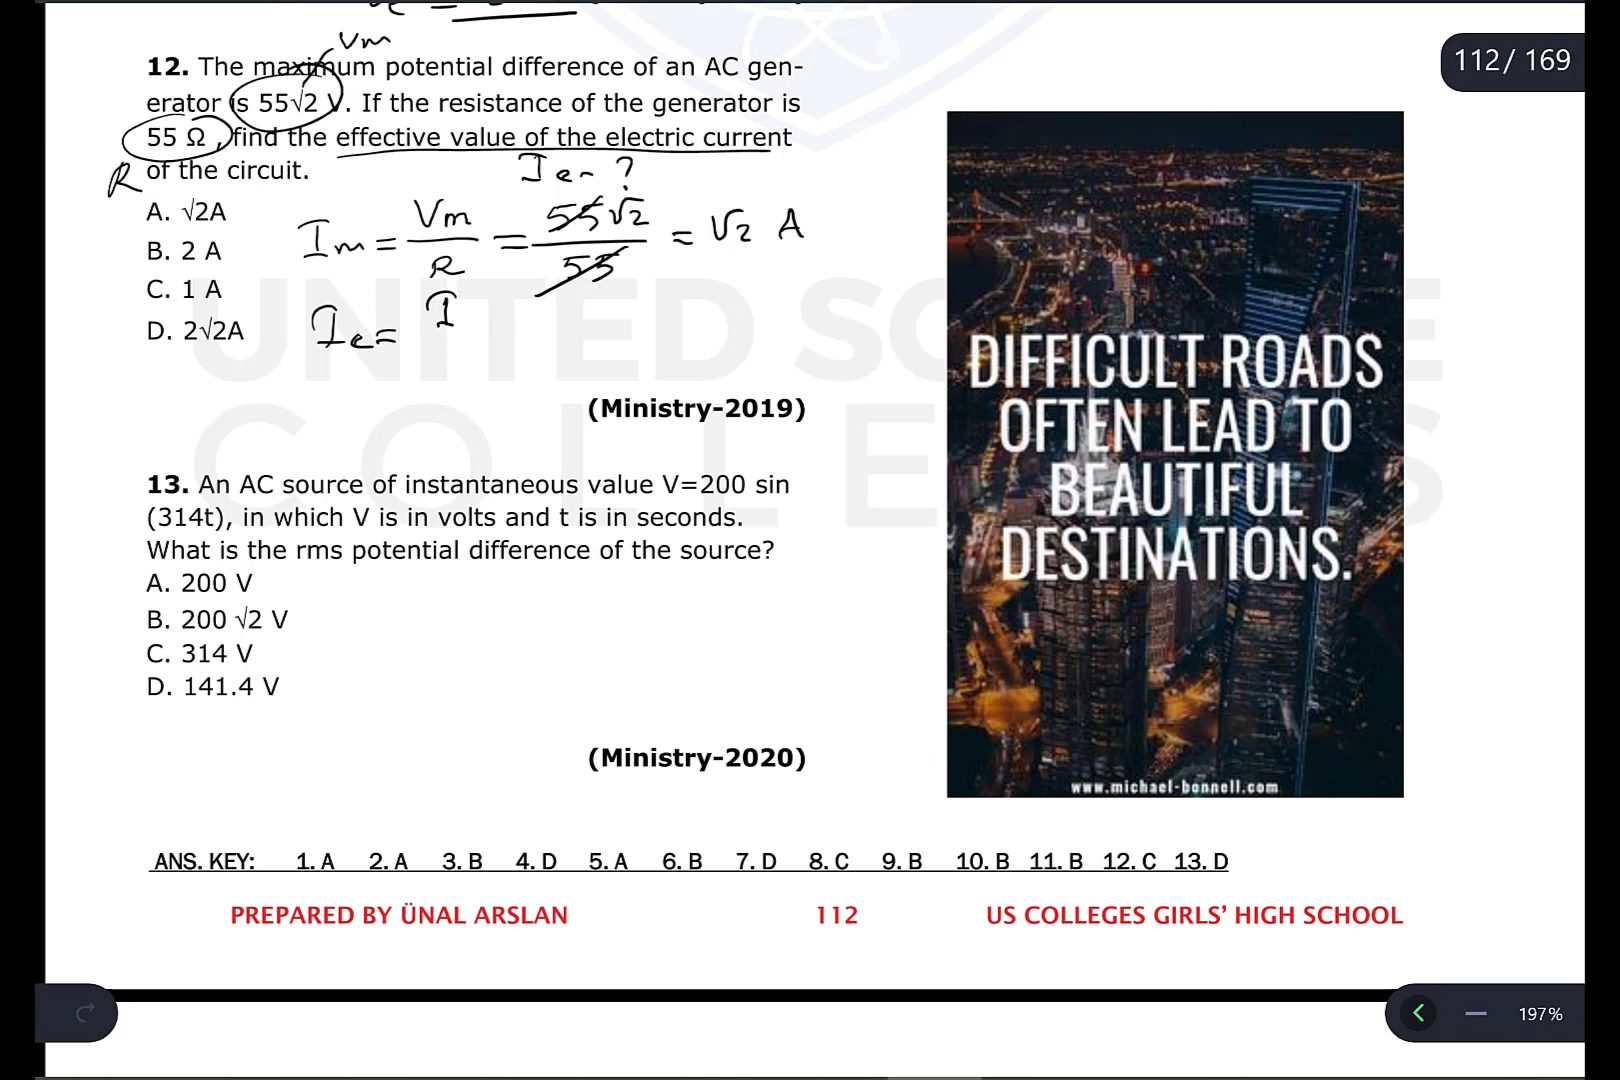 Vm
112/ 169
12. The maximum potential difference of an AC gen-
erator is 55√2 V. If the resistance of the generator is
55 Ω , find the effective value of the electric current
R of the circuit.
Ie = ?
A. √2A
Im = Vm / R = 55√2 / 55 = √2 A
B. 2 A
C. 1 A
D. 2√2A
Ie = I
UNITED SC E
COLLE S
(Ministry-2019)
13. An AC source of instantaneous value V=200 sin
(314t), in which V is in volts and t is in seconds.
What is the rms potential difference of the source?
A. 200 V
B. 200 √2 V
C. 314 V
D. 141.4 V
(Ministry-2020)
DIFFICULT ROADS
OFTEN LEAD TO
BEAUTIFUL
DESTINATIONS.
www.michael-bonnell.com
ANS. KEY: 1. A 2. A 3. B 4. D 5. A 6. B 7. D 8. C 9. B 10. B 11. B 12. C 13. D
PREPARED BY ÜNAL ARSLAN 112 US COLLEGES GIRLS’ HIGH SCHOOL
197%